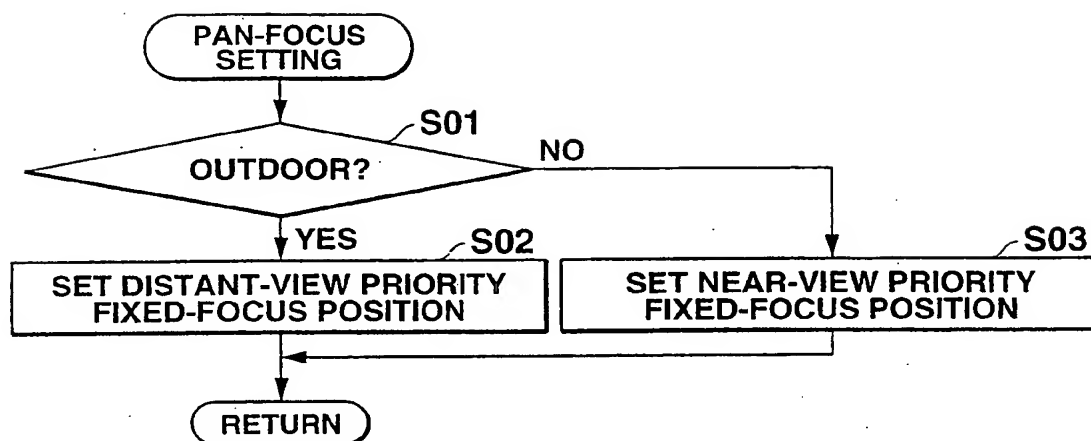 PAN-FOCUS
SETTING
S01
OUTDOOR?
NO
YES
S02
SET DISTANT-VIEW PRIORITY
FIXED-FOCUS POSITION
S03
SET NEAR-VIEW PRIORITY
FIXED-FOCUS POSITION
RETURN